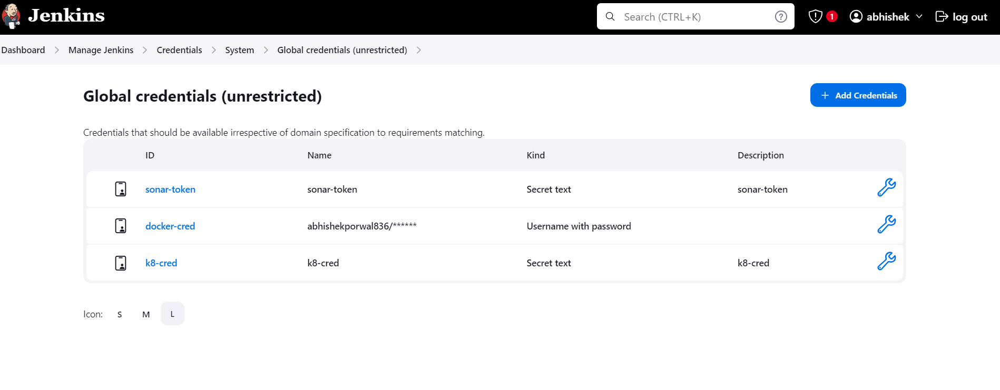 Jenkins
Search (CTRL+K)
1
abhishek
log out
Dashboard
Manage Jenkins
Credentials
System
Global credentials (unrestricted)
Global credentials (unrestricted)
+ Add Credentials
Credentials that should be available irrespective of domain specification to requirements matching.
ID Name Kind Description
sonar-token sonar-token Secret text sonar-token
docker-cred abhishekporwal836/****** Username with password
k8-cred k8-cred Secret text k8-cred
Icon: S M L